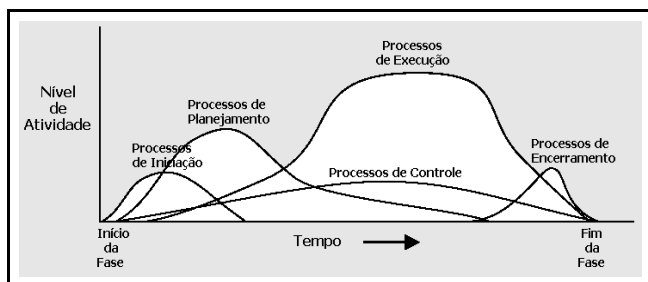 Processos
de Execução
Nível
de
Atividade
Processos de
Planejamento
Processos
de Iniciação
Processos de
Encerramento
Processos de Controle
Início
da
Fase
Tempo
Fim
da
Fase